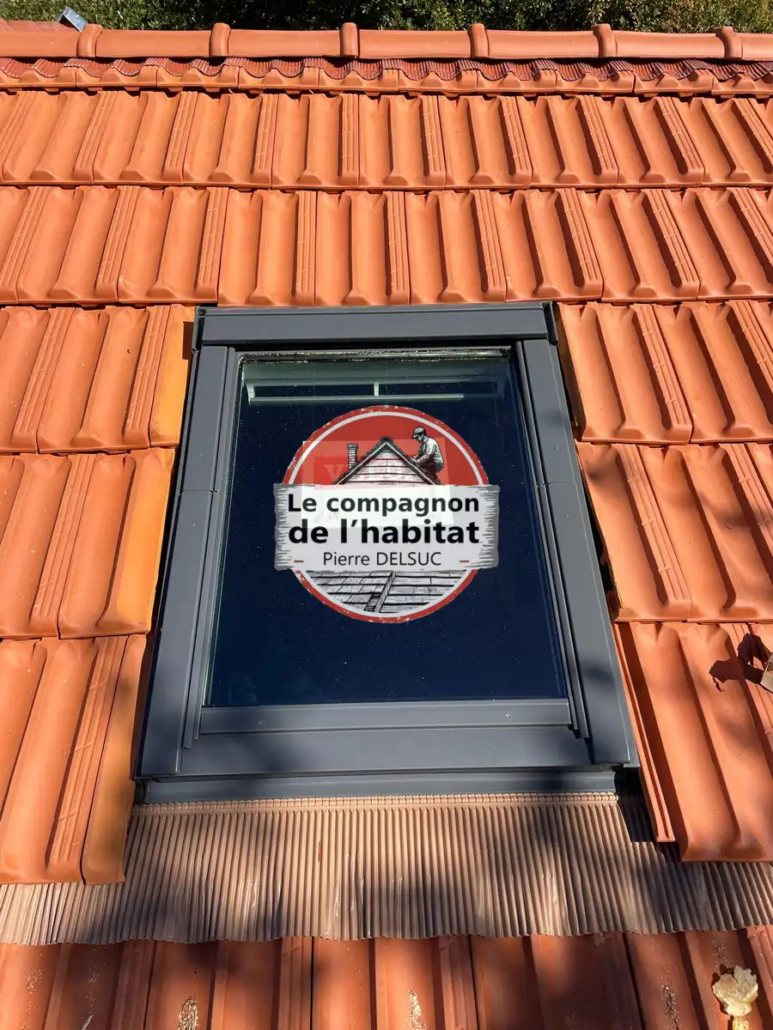 Le compagnon
de l'habitat
- Pierre DELSUC -